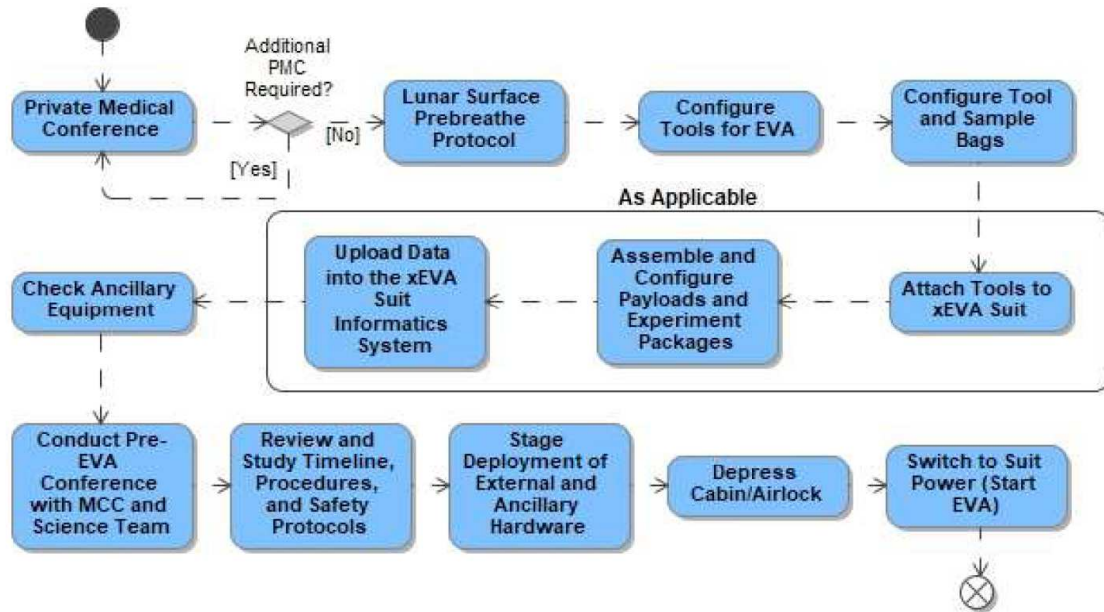 Additional
PMC
Required?
Private Medical
Conference
[No]
[Yes]
Lunar Surface
Prebreathe
Protocol
Configure
Tools for EVA
Configure Tool
and Sample
Bags
As Applicable
Attach Tools to
xEVA Suit
Assemble and
Configure
Payloads and
Experiment
Packages
Upload Data
into the xEVA
Suit
Informatics
System
Check Ancillary
Equipment
Conduct Pre-
EVA
Conference
with MCC and
Science Team
Review and
Study Timeline,
Procedures,
and Safety
Protocols
Stage
Deployment of
External and
Ancillary
Hardware
Depress
Cabin/Airlock
Switch to Suit
Power (Start
EVA)